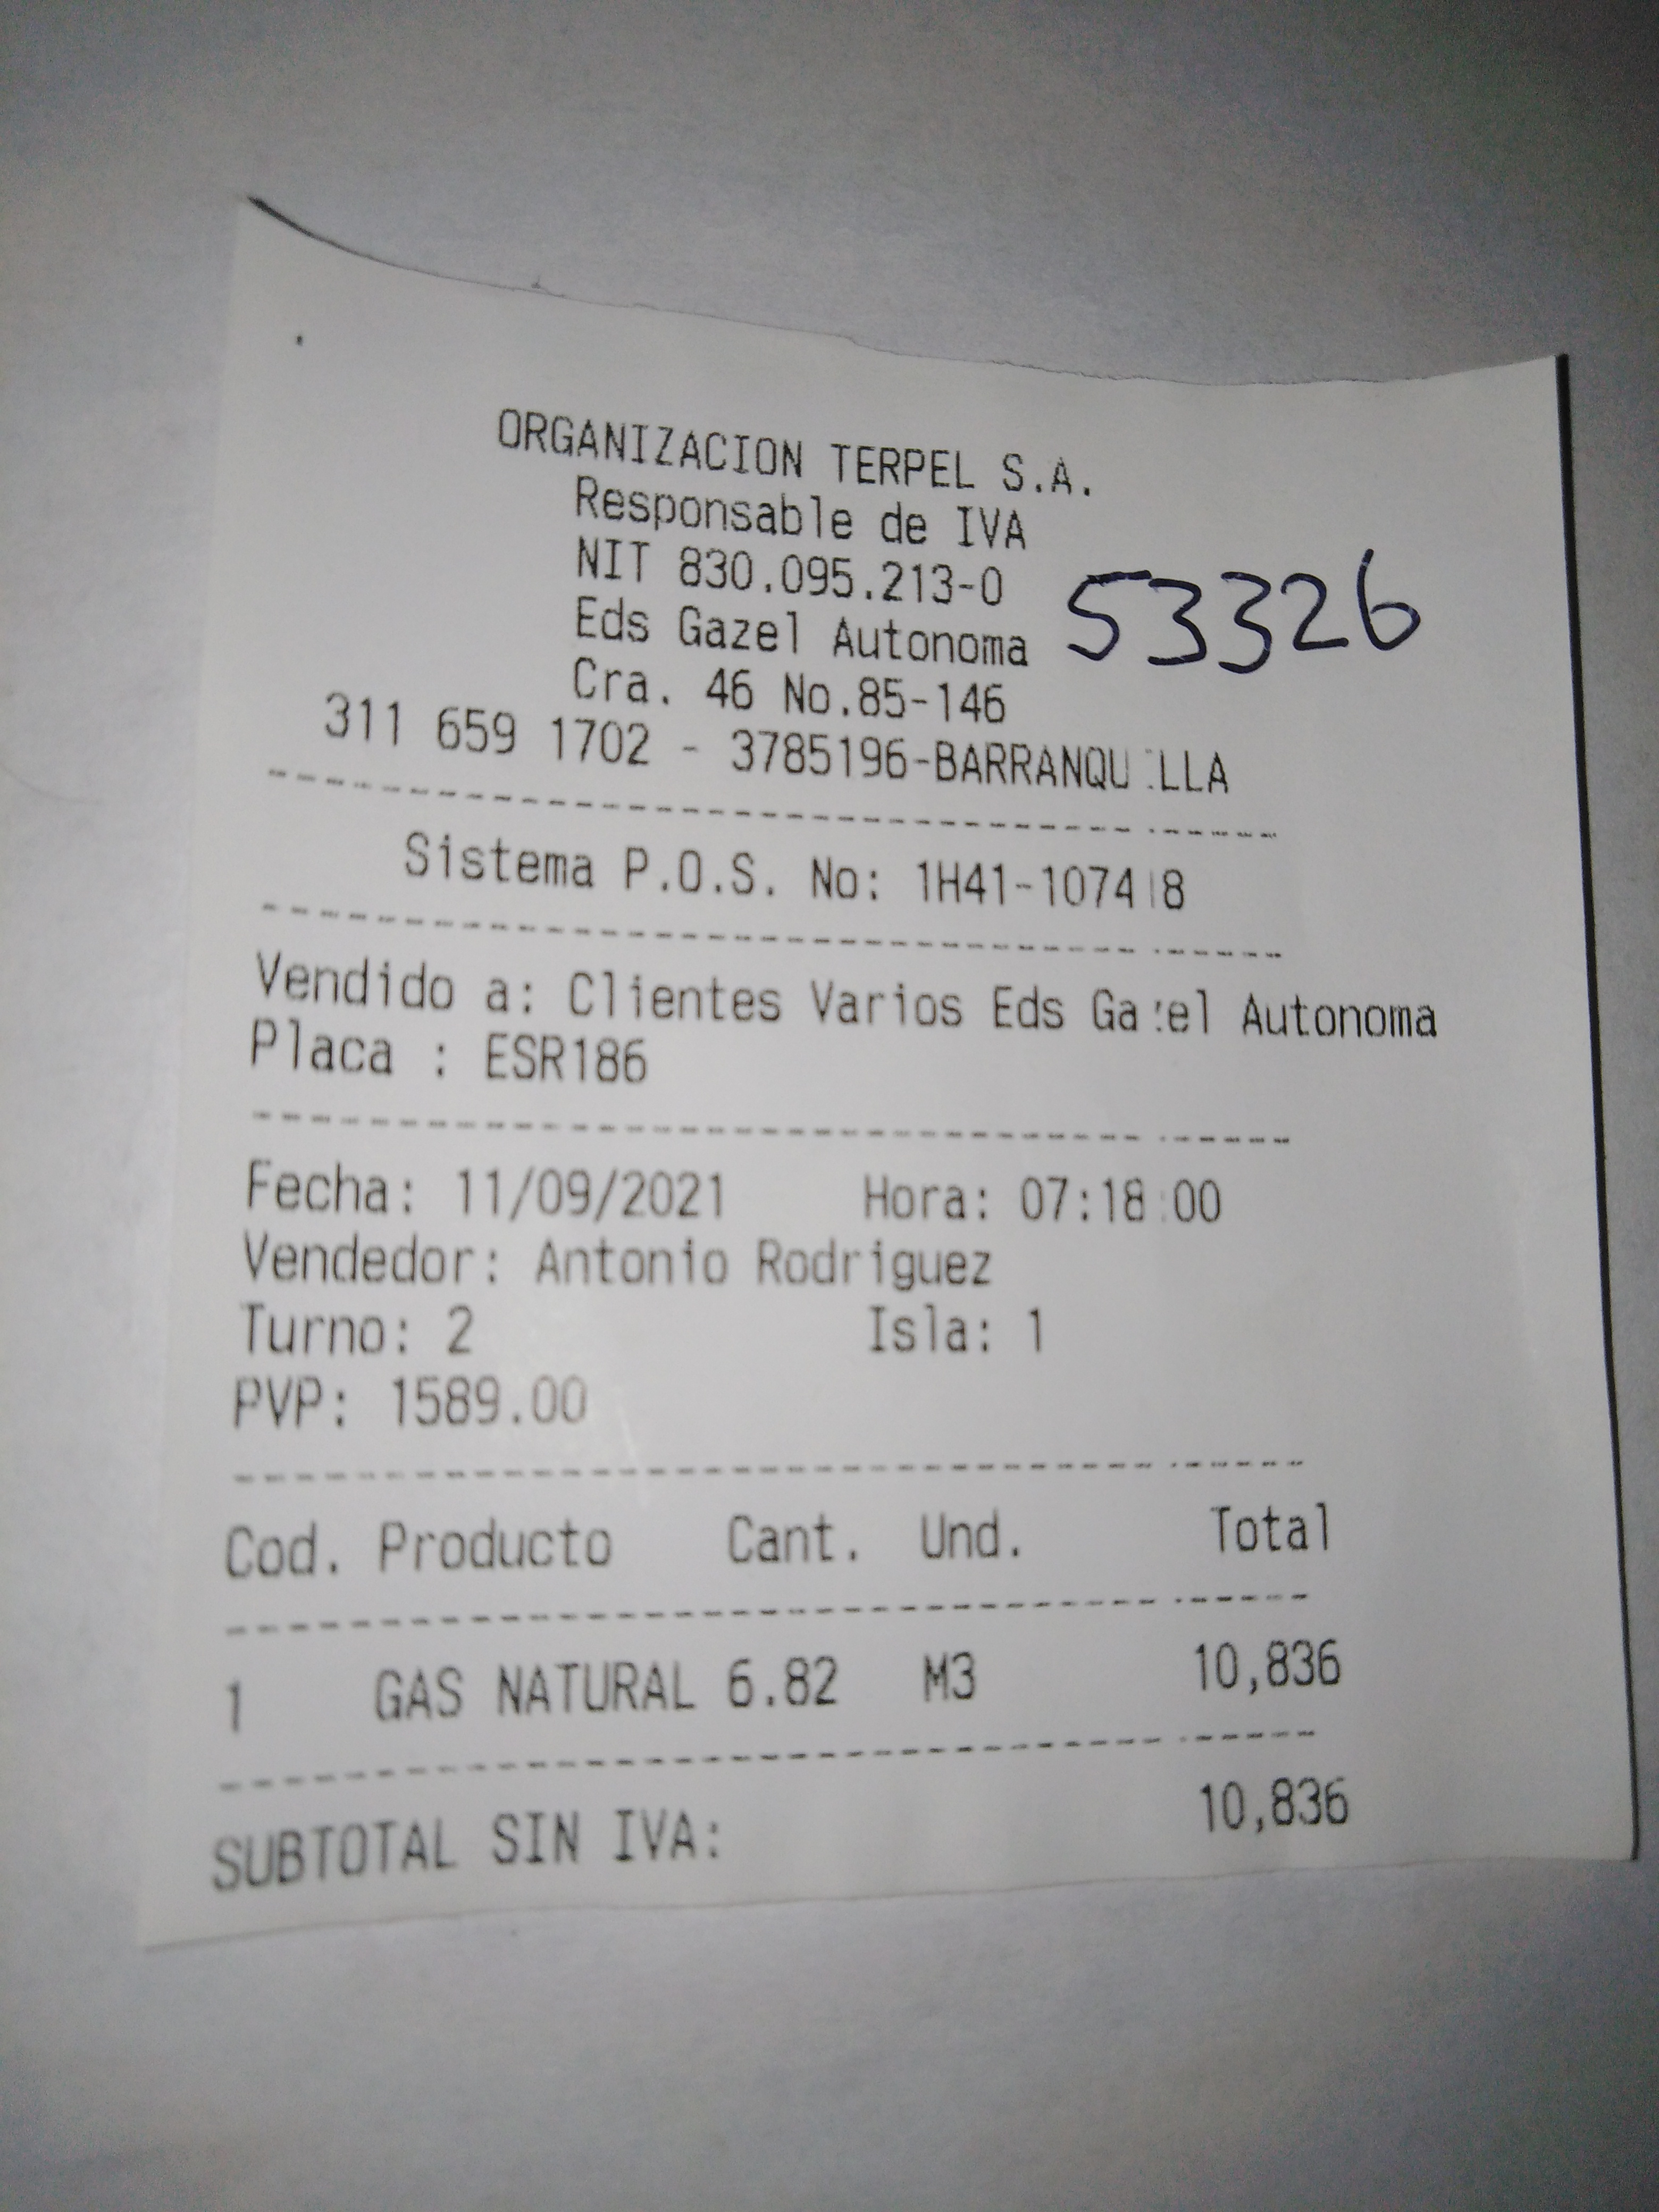 ORGANIZACION TERPEL S.A.
Responsable de IVA
NIT 830.095.213-0
53326
Eds Gazel Autonoma
Cra. 46 No.85-146
311 659 1702 - 3785196-BARRANQUILLA
Sistema P.O.S. No:
Vendido a: Clientes Varios Eds Gazel Autonoma
Placa : ESR186
Fecha: 11/09/2021 Hora: 07:18:00
Vendedor: Antonio Rodriguez
Turno: 2 Isla: 1
PVP: 1589.00
Cod. Producto Cant. Und. Total
1 GAS NATURAL 6.82 M3 10,836
SUBTOTAL SIN IVA: 10,836